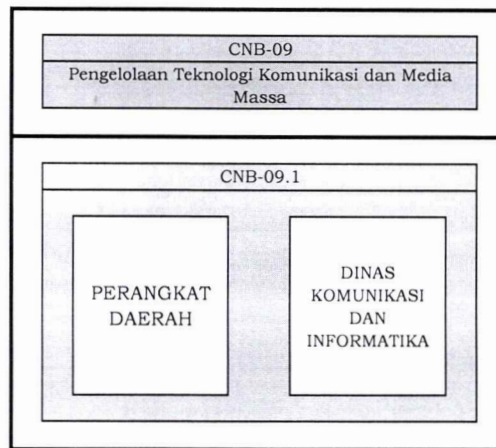 CNB-09
Pengelolaan Teknologi Komunikasi dan Media
Massa
CNB-09.1
PERANGKAT
DAERAH
DINAS
KOMUNIKASI
DAN
INFORMATIKA